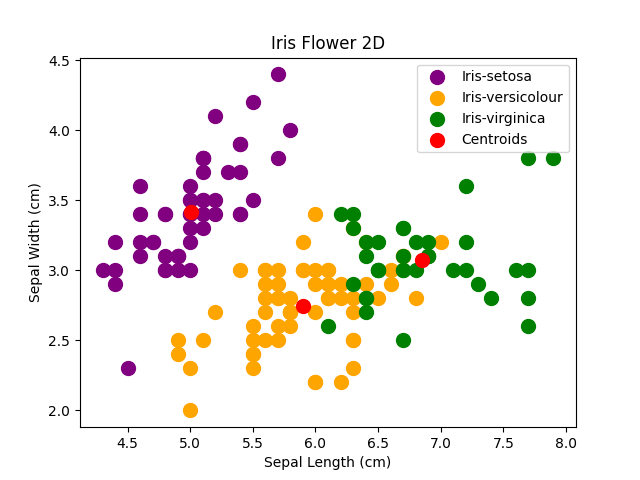 Iris Flower 2D
Iris-setosa
Iris-versicolour
Iris-virginica
Centroids
4.5
4.0
3.5
3.0
2.5
2.0
Sepal Width (cm)
4.5 5.0 5.5 6.0 6.5 7.0 7.5 8.0
Sepal Length (cm)